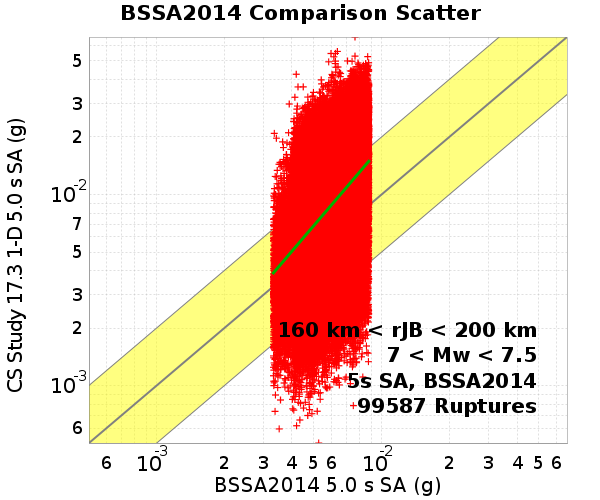 BSSA2014 Comparison Scatter
CS Study 17.3 1-D 5.0 s SA (g)
5
3
2
10-2
7
5
3
2
10-3
6
160 km < rJB < 200 km
7 < Mw < 7.5
5s SA, BSSA2014
99587 Ruptures
6 10-3 2 3 4 5 6 10-2 2 3 4 5 6
BSSA2014 5.0 s SA (g)